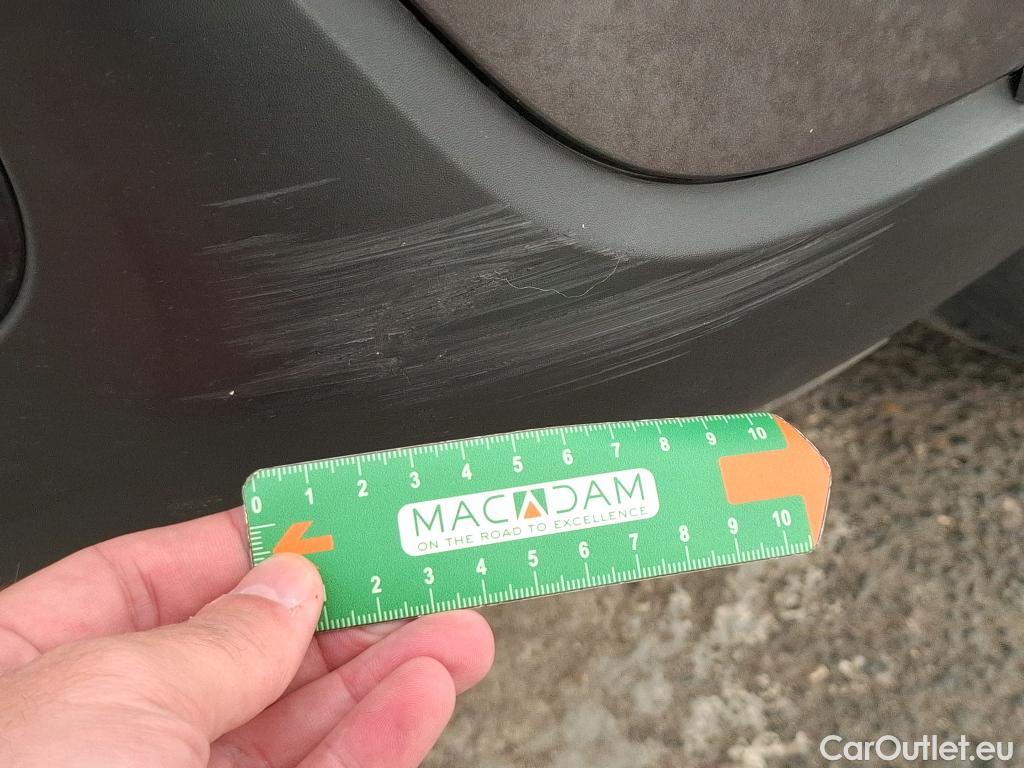 0 1 2 3 4 5 6 7 8 9 10
MACADAM
ON THE ROAD TO EXCELLENCE
2 3 4 5 6 7 8 9 10
CarOutlet.eu